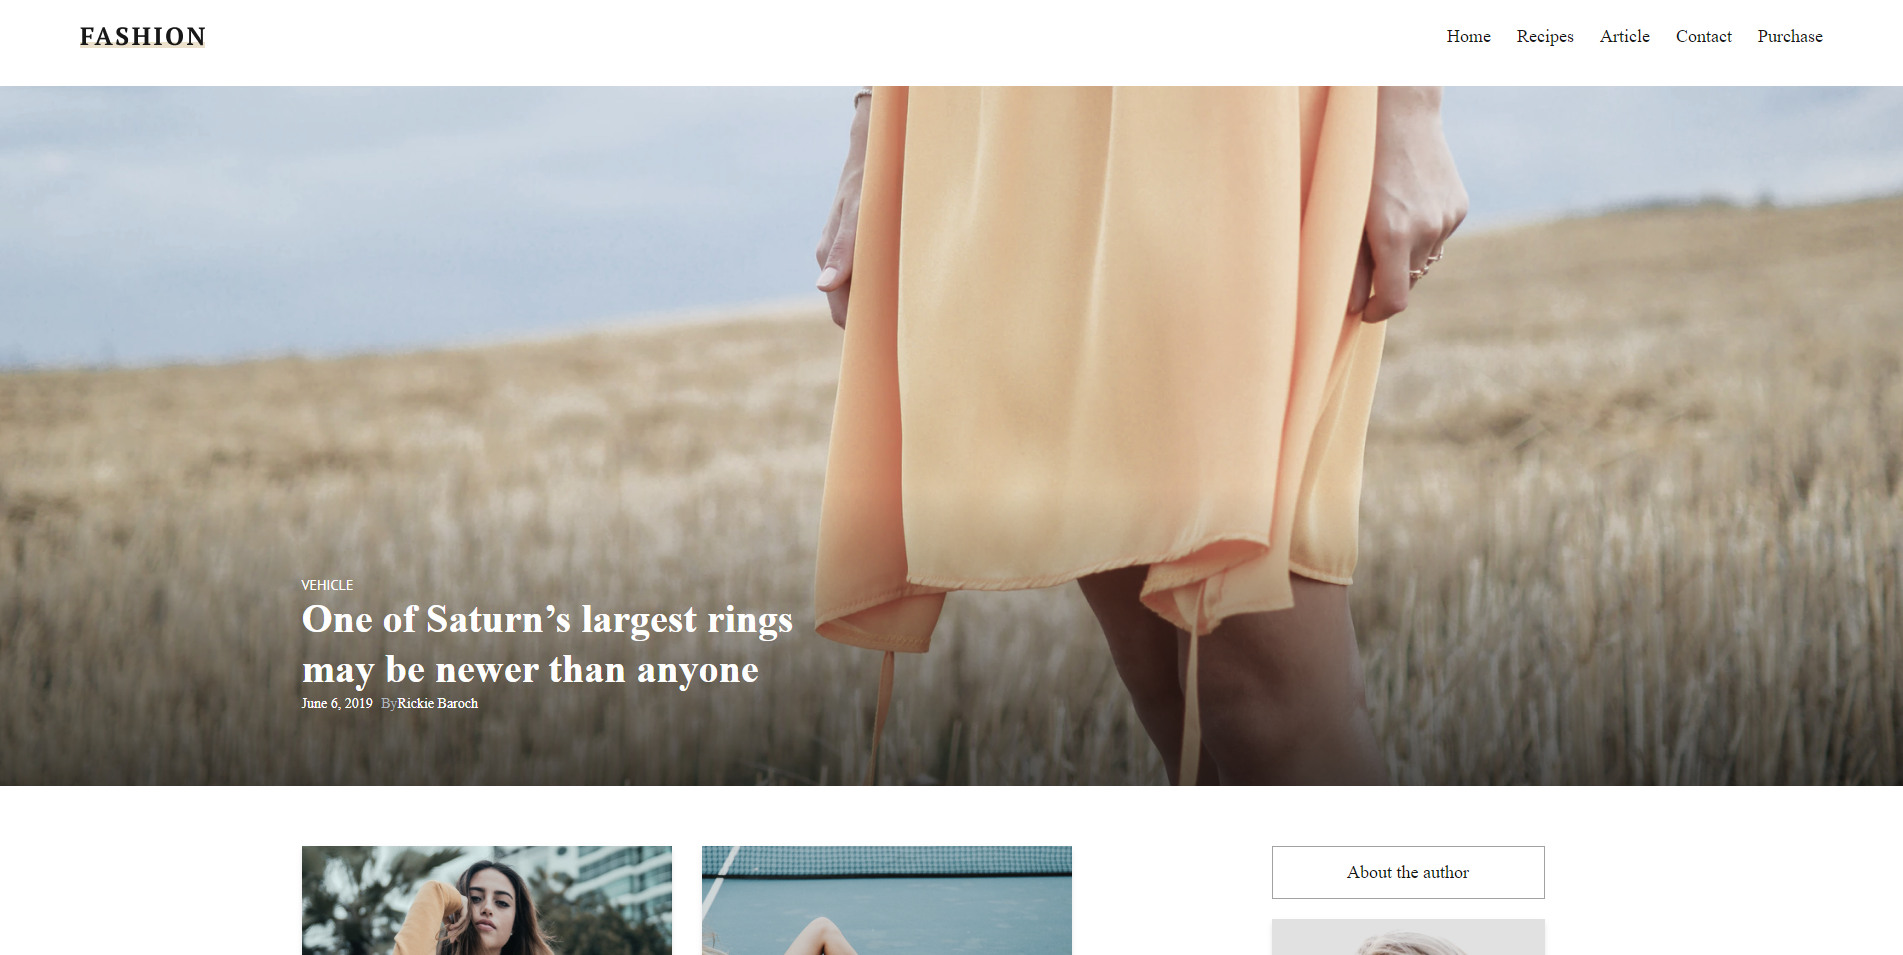 FASHION
Home Recipes Article Contact Purchase
VEHICLE
One of Saturn’s largest rings
may be newer than anyone
June 6, 2019 ByRickie Baroch
About the author